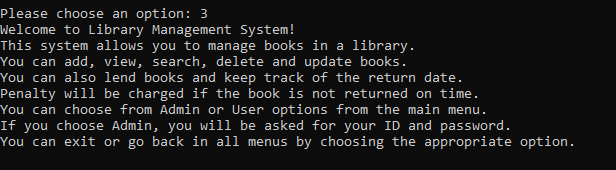 Please choose an option: 3
Welcome to Library Management System!
This system allows you to manage books in a library.
You can add, view, search, delete and update books.
You can also lend books and keep track of the return date.
Penalty will be charged if the book is not returned on time.
You can choose from Admin or User options from the main menu.
If you choose Admin, you will be asked for your ID and password.
You can exit or go back in all menus by choosing the appropriate option.